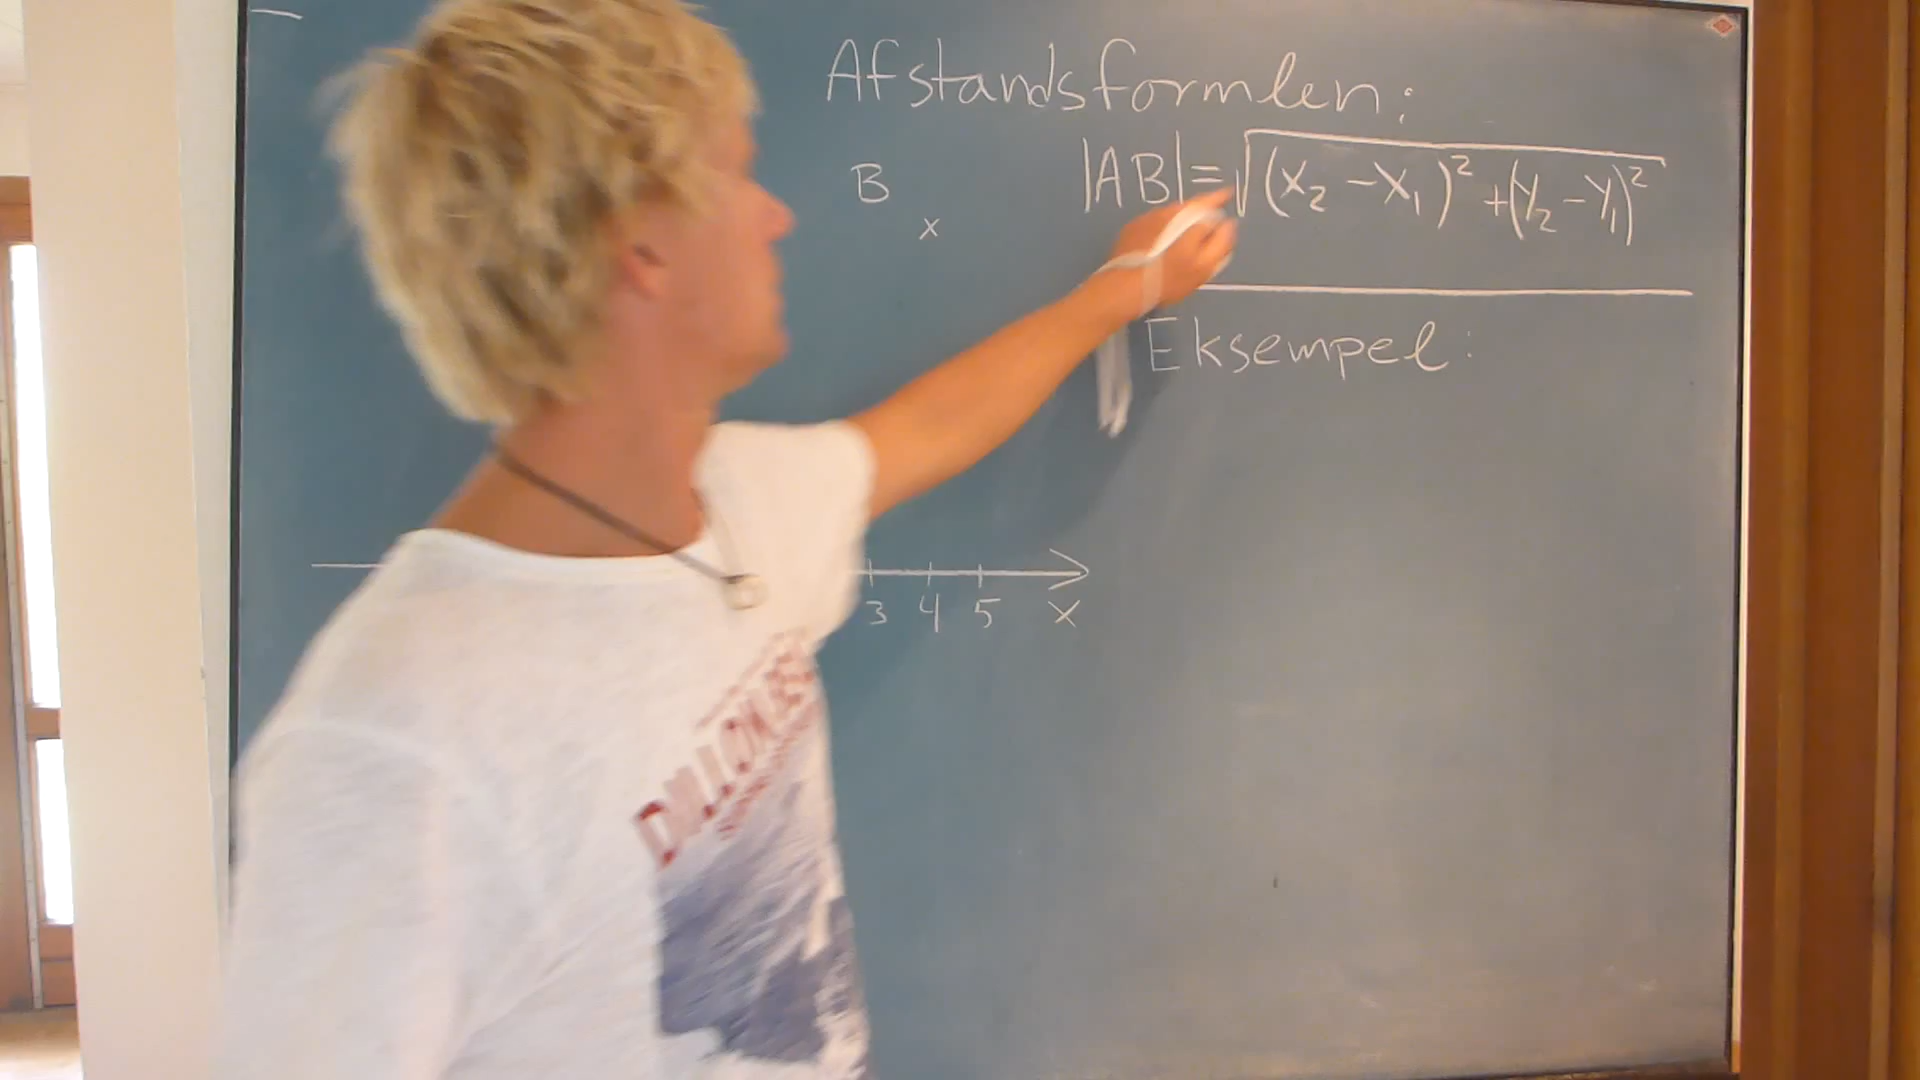 Afstandsformlen:
B
x
|AB| = √(x₂ - x₁)² + (y₂ - y₁)²
Eksempel:
3 4 5 x